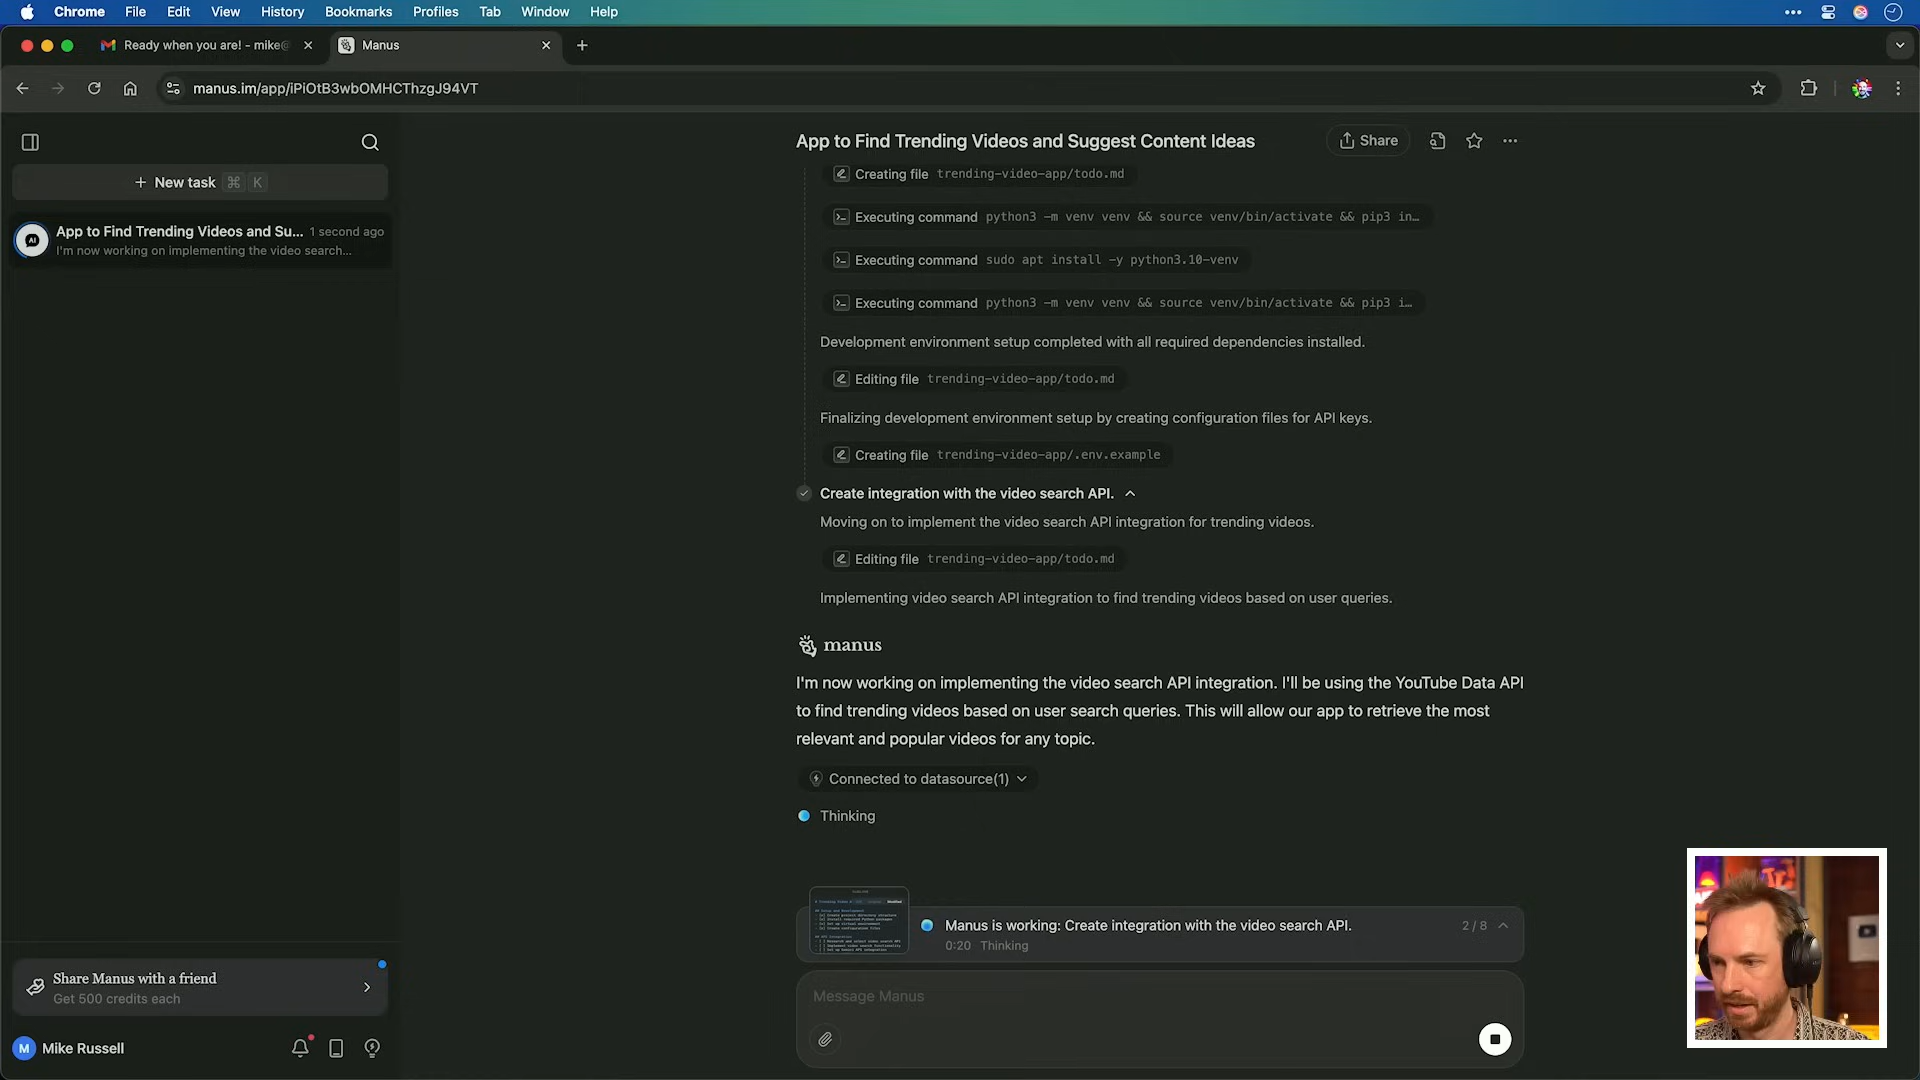 Chrome File Edit View History Bookmarks Profiles Tab Window Help
Ready when you are! - mike@
Manus
manus.im/app/iPiOtB3wbOMHCThzgJ94VT
New task ⌘ K
App to Find Trending Videos and Su... 1 second ago
I'm now working on implementing the video search...
App to Find Trending Videos and Suggest Content Ideas
Share
Creating file trending-video-app/todo.md
Executing command python3 -m venv venv && source venv/bin/activate && pip3 in…
Executing command sudo apt install -y python3.10-venv
Executing command python3 -m venv venv && source venv/bin/activate && pip3 i…
Development environment setup completed with all required dependencies installed.
Editing file trending-video-app/todo.md
Finalizing development environment setup by creating configuration files for API keys.
Creating file trending-video-app/.env.example
Create integration with the video search API.
Moving on to implement the video search API integration for trending videos.
Editing file trending-video-app/todo.md
Implementing video search API integration to find trending videos based on user queries.
manus
I'm now working on implementing the video search API integration. I'll be using the YouTube Data API
to find trending videos based on user search queries. This will allow our app to retrieve the most
relevant and popular videos for any topic.
Connected to datasource(1)
Thinking
Manus is working: Create integration with the video search API. 2 / 8
0:20 Thinking
Message Manus
Share Manus with a friend
Get 500 credits each
M Mike Russell